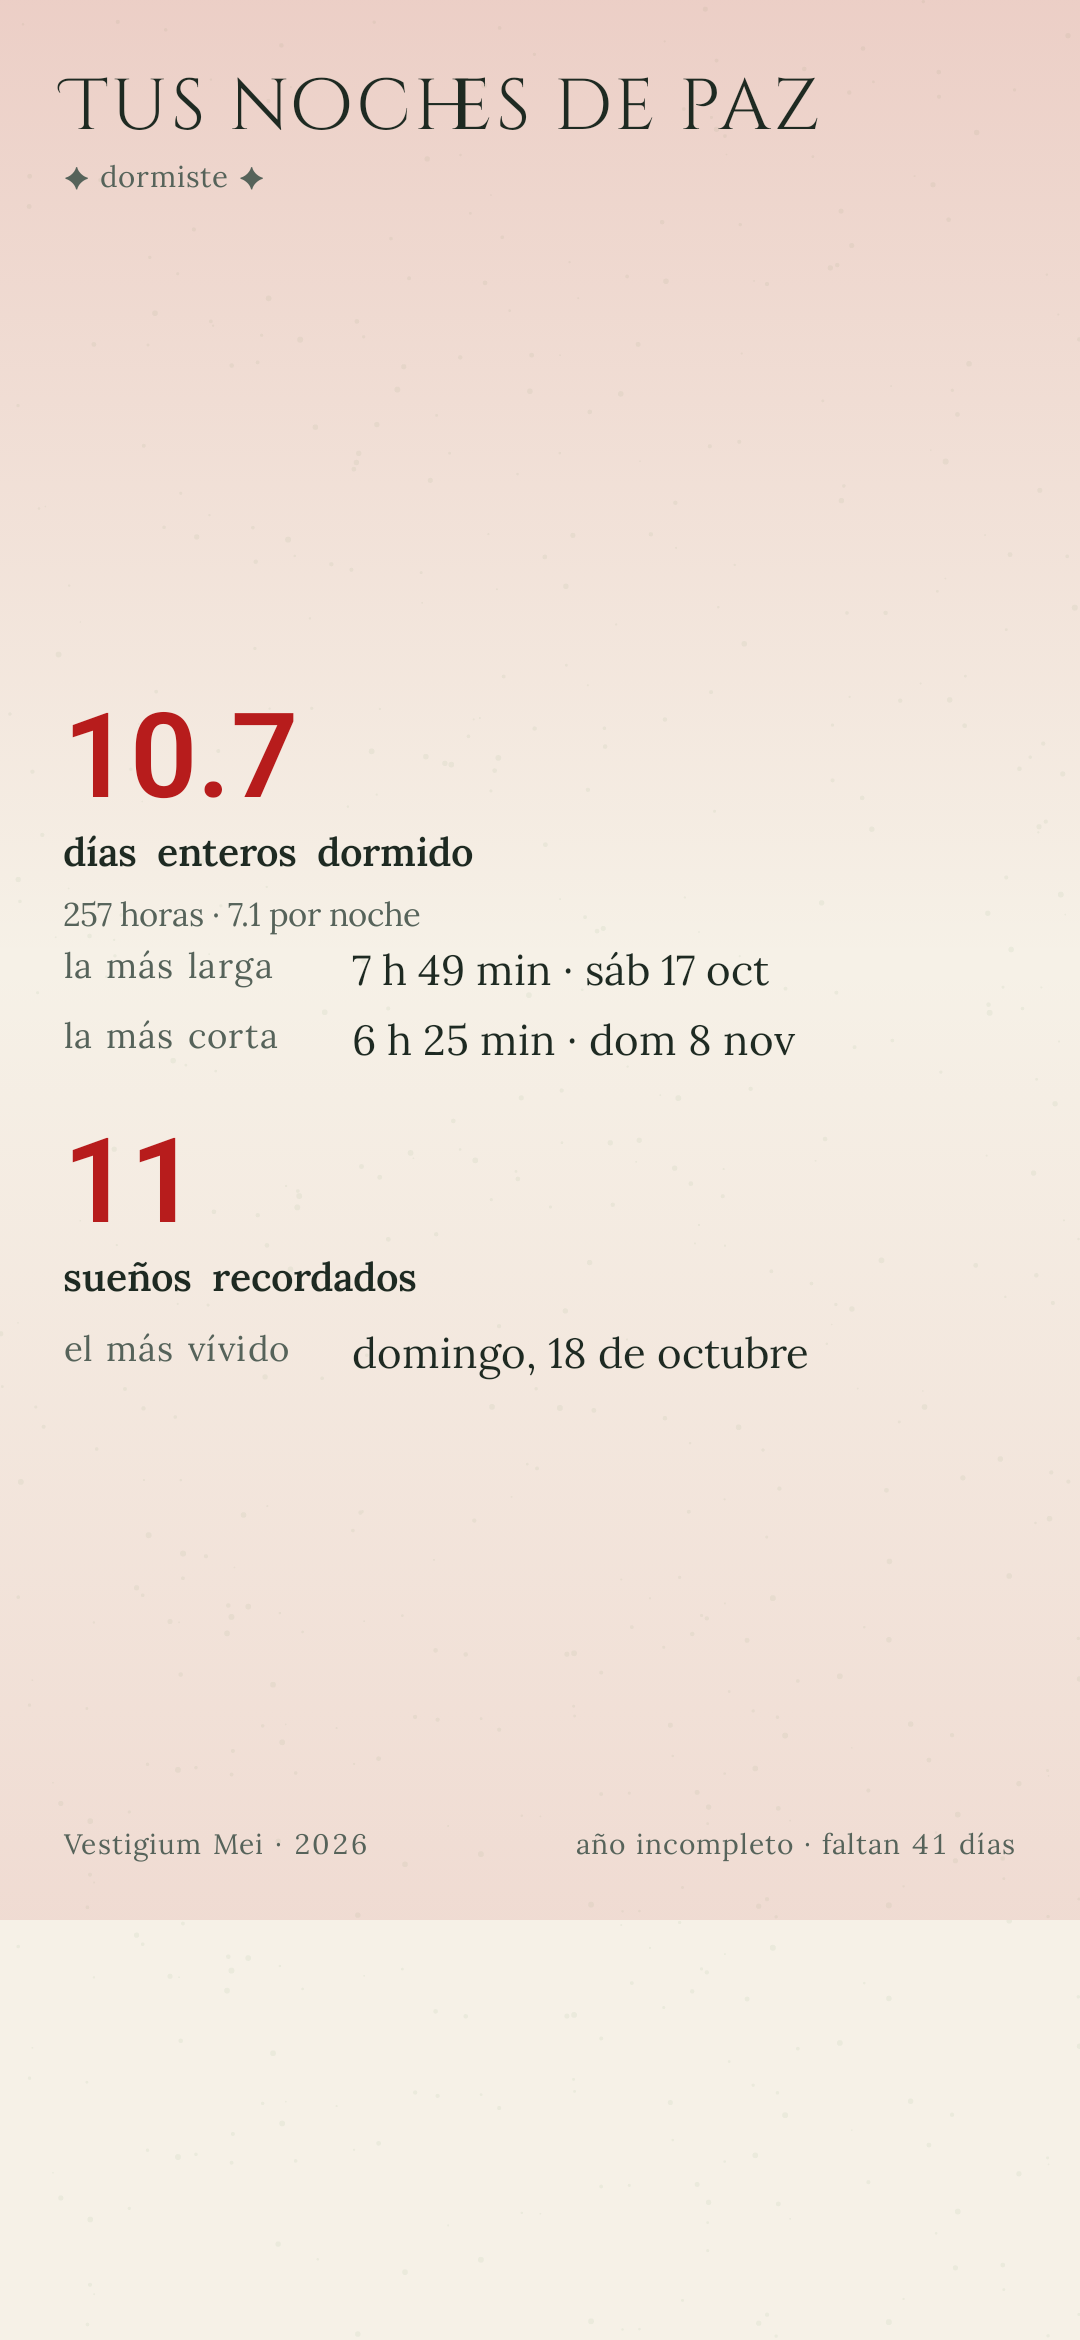 TUS NOCHES DE PAZ
✦ dormiste ✦
10.7
días enteros dormido
257 horas · 7.1 por noche
la más larga 7 h 49 min · sáb 17 oct
la más corta 6 h 25 min · dom 8 nov
11
sueños recordados
el más vívido domingo, 18 de octubre
Vestigium Mei · 2026 año incompleto · faltan 41 días